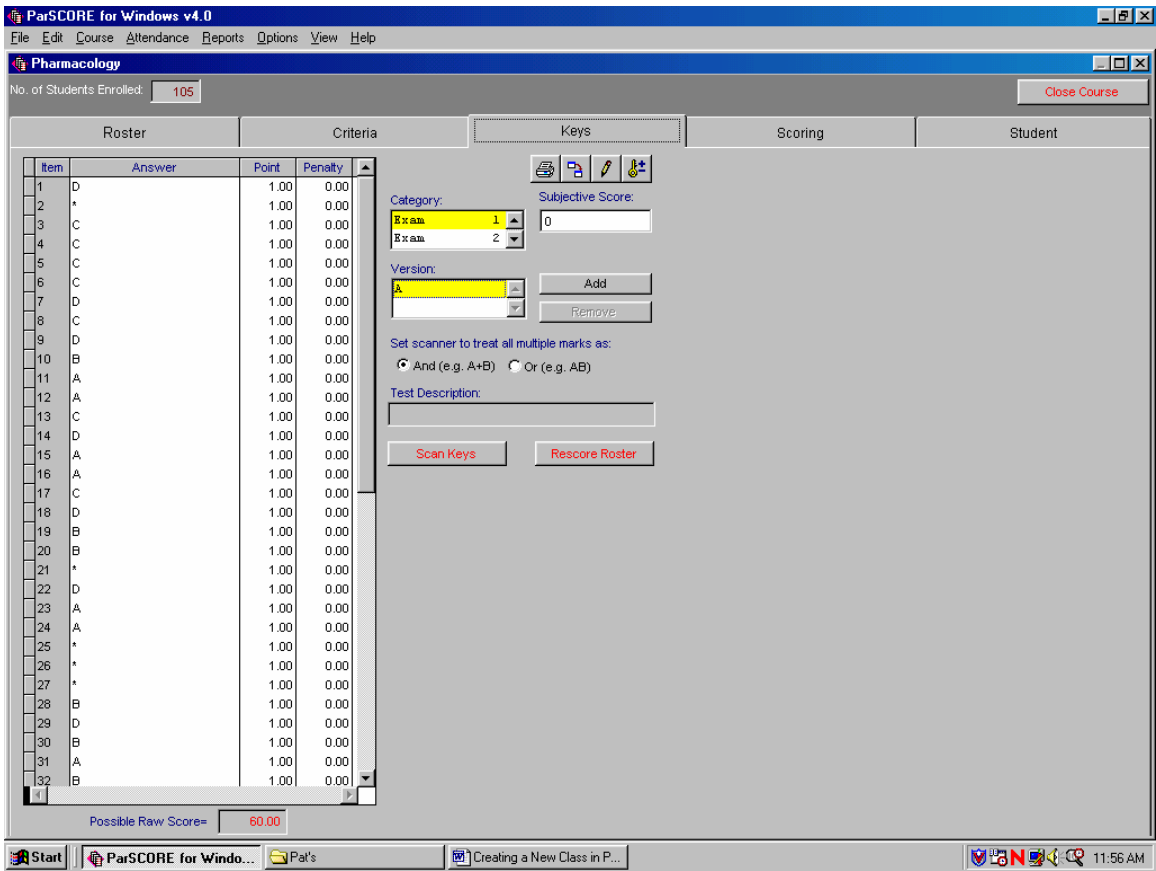 ParSCORE for Windows v4.0
File Edit Course Attendance Reports Options View Help
Pharmacology
No. of Students Enrolled: 105 Close Course
Roster Criteria Keys Scoring Student
Item Answer Point Penalty
1 D 1.00 0.00
2 * 1.00 0.00
3 C 1.00 0.00
4 C 1.00 0.00
5 C 1.00 0.00
6 C 1.00 0.00
7 D 1.00 0.00
8 C 1.00 0.00
9 D 1.00 0.00
10 B 1.00 0.00
11 A 1.00 0.00
12 A 1.00 0.00
13 C 1.00 0.00
14 D 1.00 0.00
15 A 1.00 0.00
16 A 1.00 0.00
17 C 1.00 0.00
18 D 1.00 0.00
19 B 1.00 0.00
20 B 1.00 0.00
21 * 1.00 0.00
22 D 1.00 0.00
23 A 1.00 0.00
24 A 1.00 0.00
25 * 1.00 0.00
26 * 1.00 0.00
27 * 1.00 0.00
28 B 1.00 0.00
29 D 1.00 0.00
30 B 1.00 0.00
31 A 1.00 0.00
32 B 1.00 0.00
Possible Raw Score= 60.00
Category: Subjective Score:
Exam 1 0
Exam 2
Version:
A Add
Remove
Set scanner to treat all multiple marks as:
And (e.g. A+B) Or (e.g. AB)
Test Description:
Scan Keys Rescore Roster
Start ParSCORE for Windo... Pat's Creating a New Class in P... N 11:56 AM